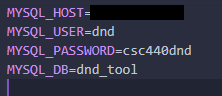 MYSQL_HOST=
MYSQL_USER=dnd
MYSQL_PASSWORD=csc440dnd
MYSQL_DB=dnd_tool